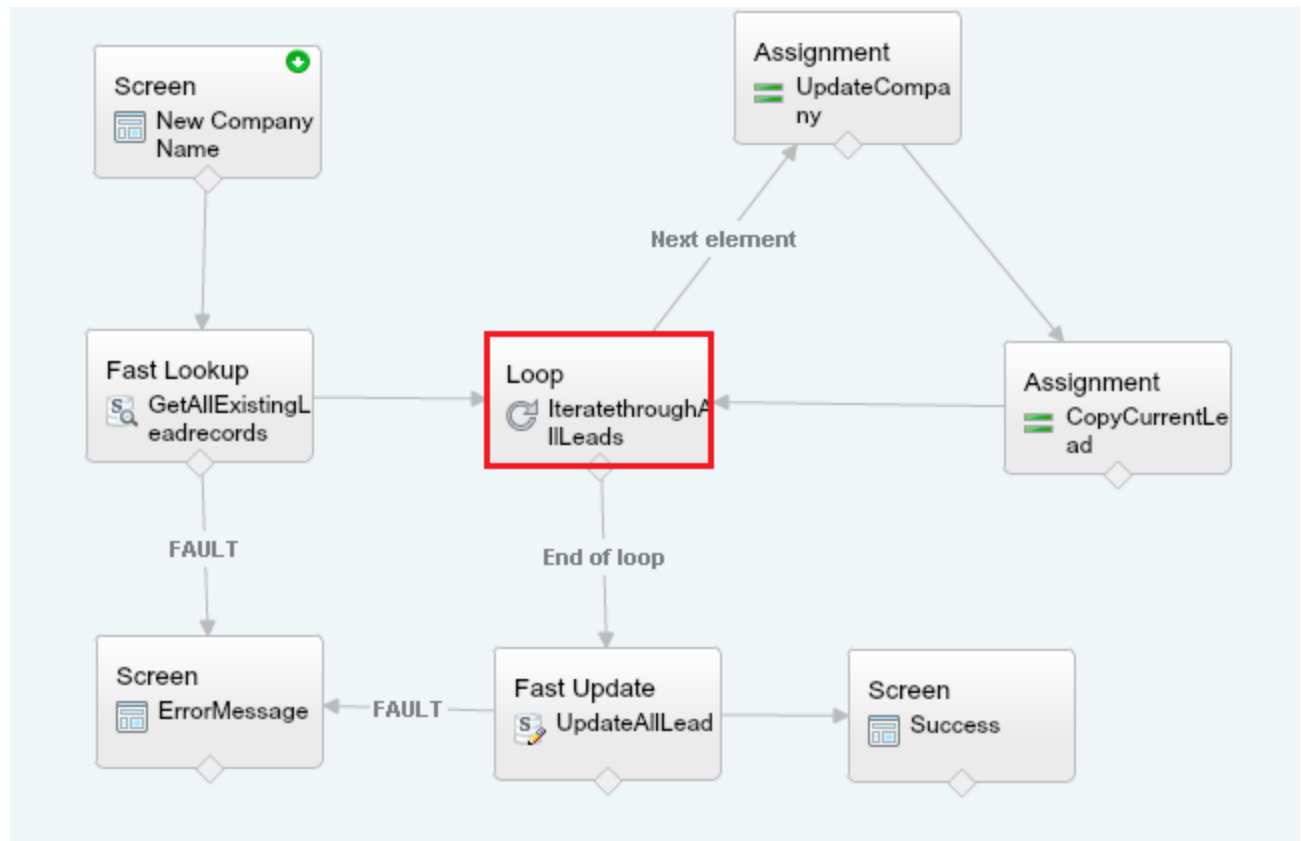 Screen
New Company
Name
Assignment
UpdateCompa
ny
Next element
Fast Lookup
GetAllExistingL
eadrecords
Loop
IteratethroughA
llLeads
Assignment
CopyCurrentLe
ad
FAULT
End of loop
Screen
ErrorMessage
FAULT
Fast Update
UpdateAllLead
Screen
Success